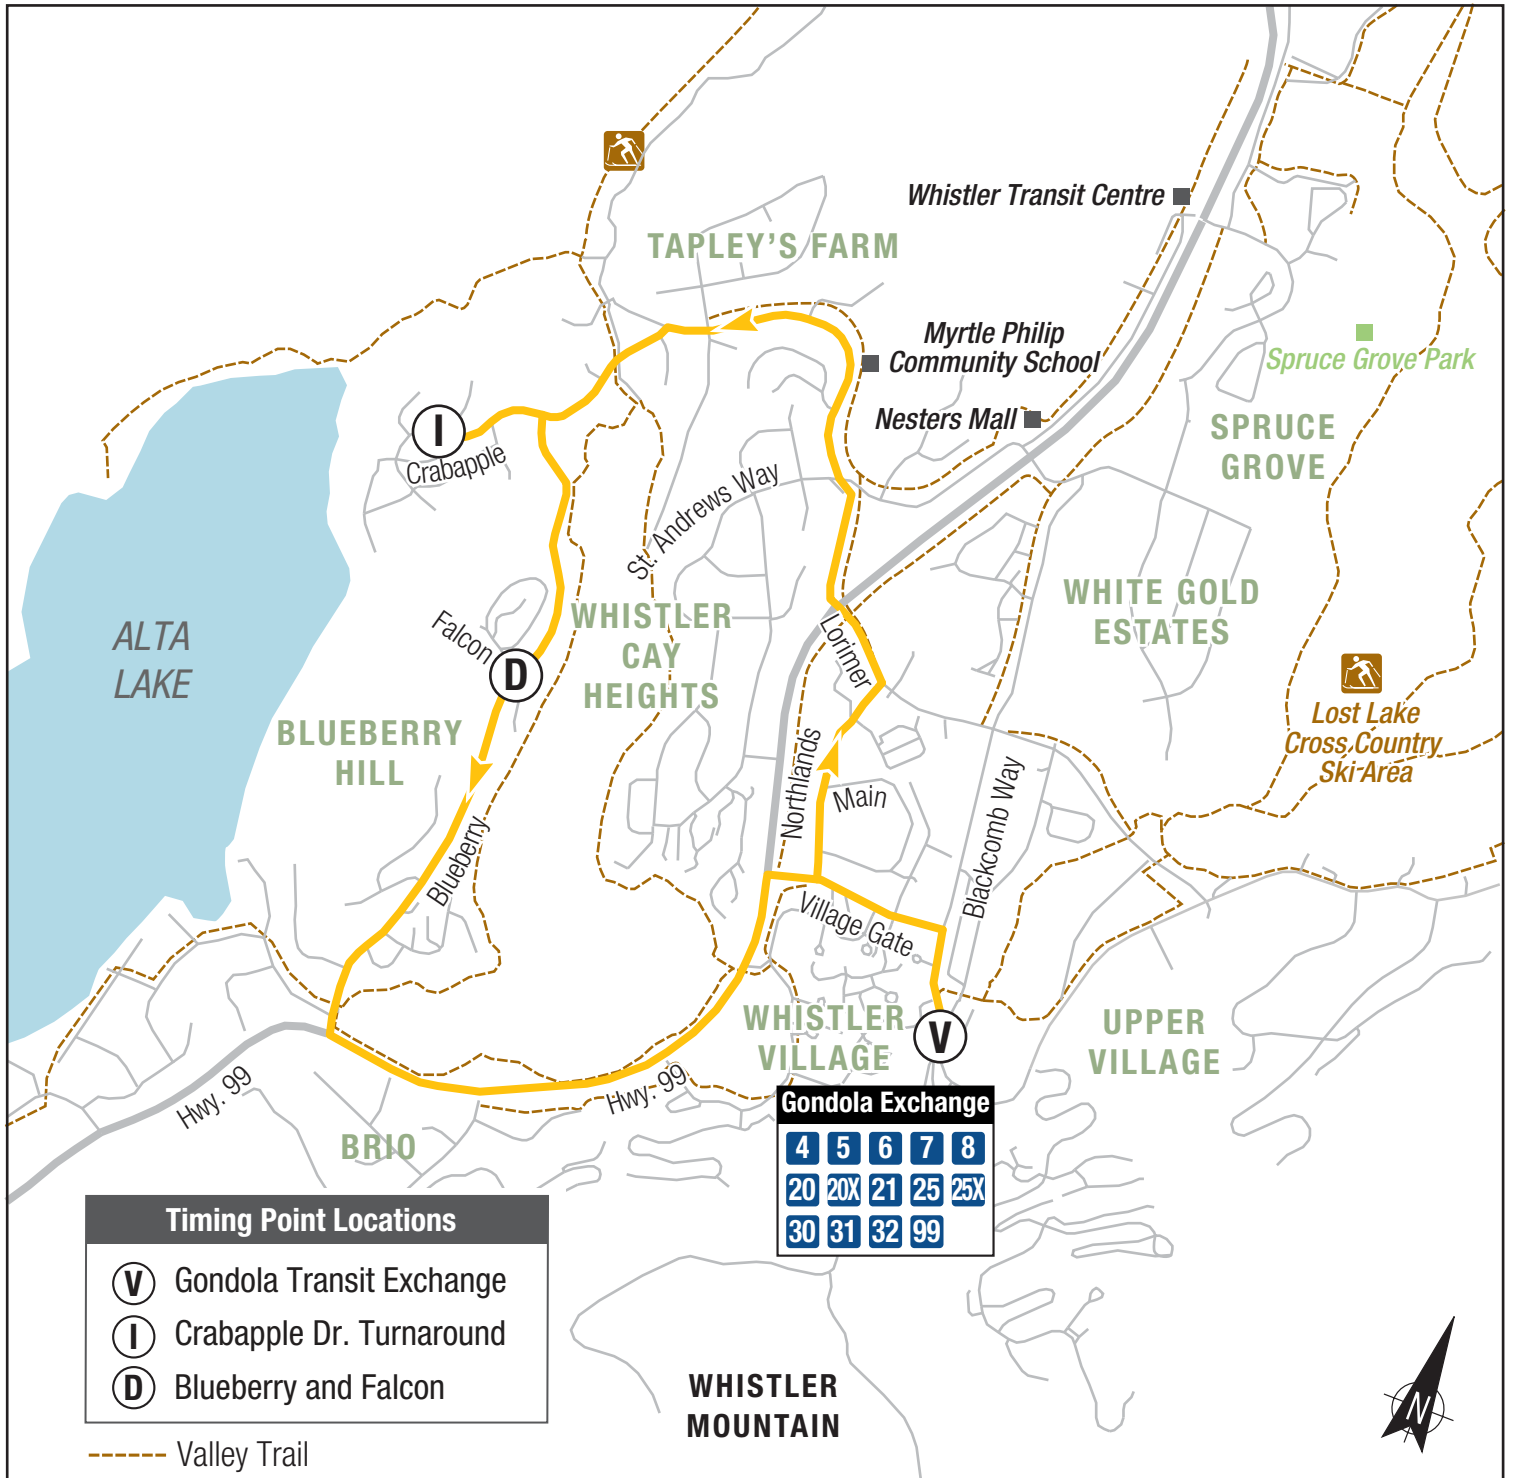 Whistler Transit Centre
TAPLEY'S FARM
Myrtle Philip
Community School
Spruce Grove Park
Nesters Mall
SPRUCE
GROVE
I
Crabapple
St. Andrews Way
WHITE GOLD
ESTATES
ALTA
LAKE
Falcon
D
WHISTLER
CAY
HEIGHTS
Lorimer
BLUEBERRY
HILL
Lost Lake
Cross Country
Ski Area
Northlands
Main
Blueberry
Blackcomb Way
Village Gate
WHISTLER
VILLAGE
V
UPPER
VILLAGE
Hwy. 99
Hwy. 99
BRIO
Gondola Exchange
4 5 6 7 8
20 20X 21 25 25X
30 31 32 99
Timing Point Locations
V Gondola Transit Exchange
I Crabapple Dr. Turnaround
D Blueberry and Falcon
Valley Trail
WHISTLER
MOUNTAIN
N